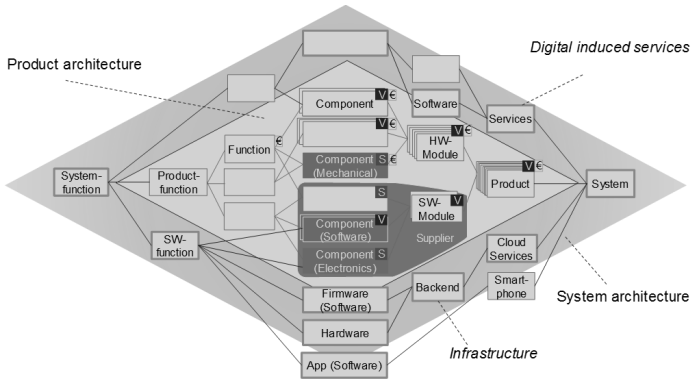 Product architecture
Digital induced services
V €
Component
Software
V €
Services
Function €
V €
HW-
Module
Component S €
(Mechanical)
System-
function
Product-
function
V €
Product
System
S
V
SW-
Module
Component V
(Software)
Supplier
SW-
function
Component S
(Electronics)
Cloud
Services
Firmware
(Software)
Backend
Smart-
phone
System architecture
Hardware
Infrastructure
App (Software)